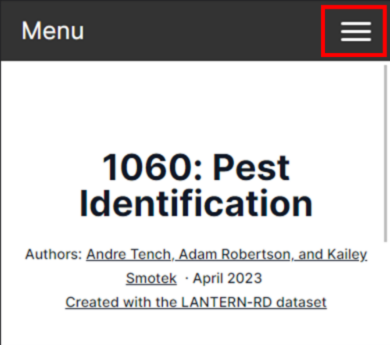 Menu
1060: Pest
Identification
Authors: Andre Tench, Adam Robertson, and Kailey
Smotek · April 2023
Created with the LANTERN-RD dataset